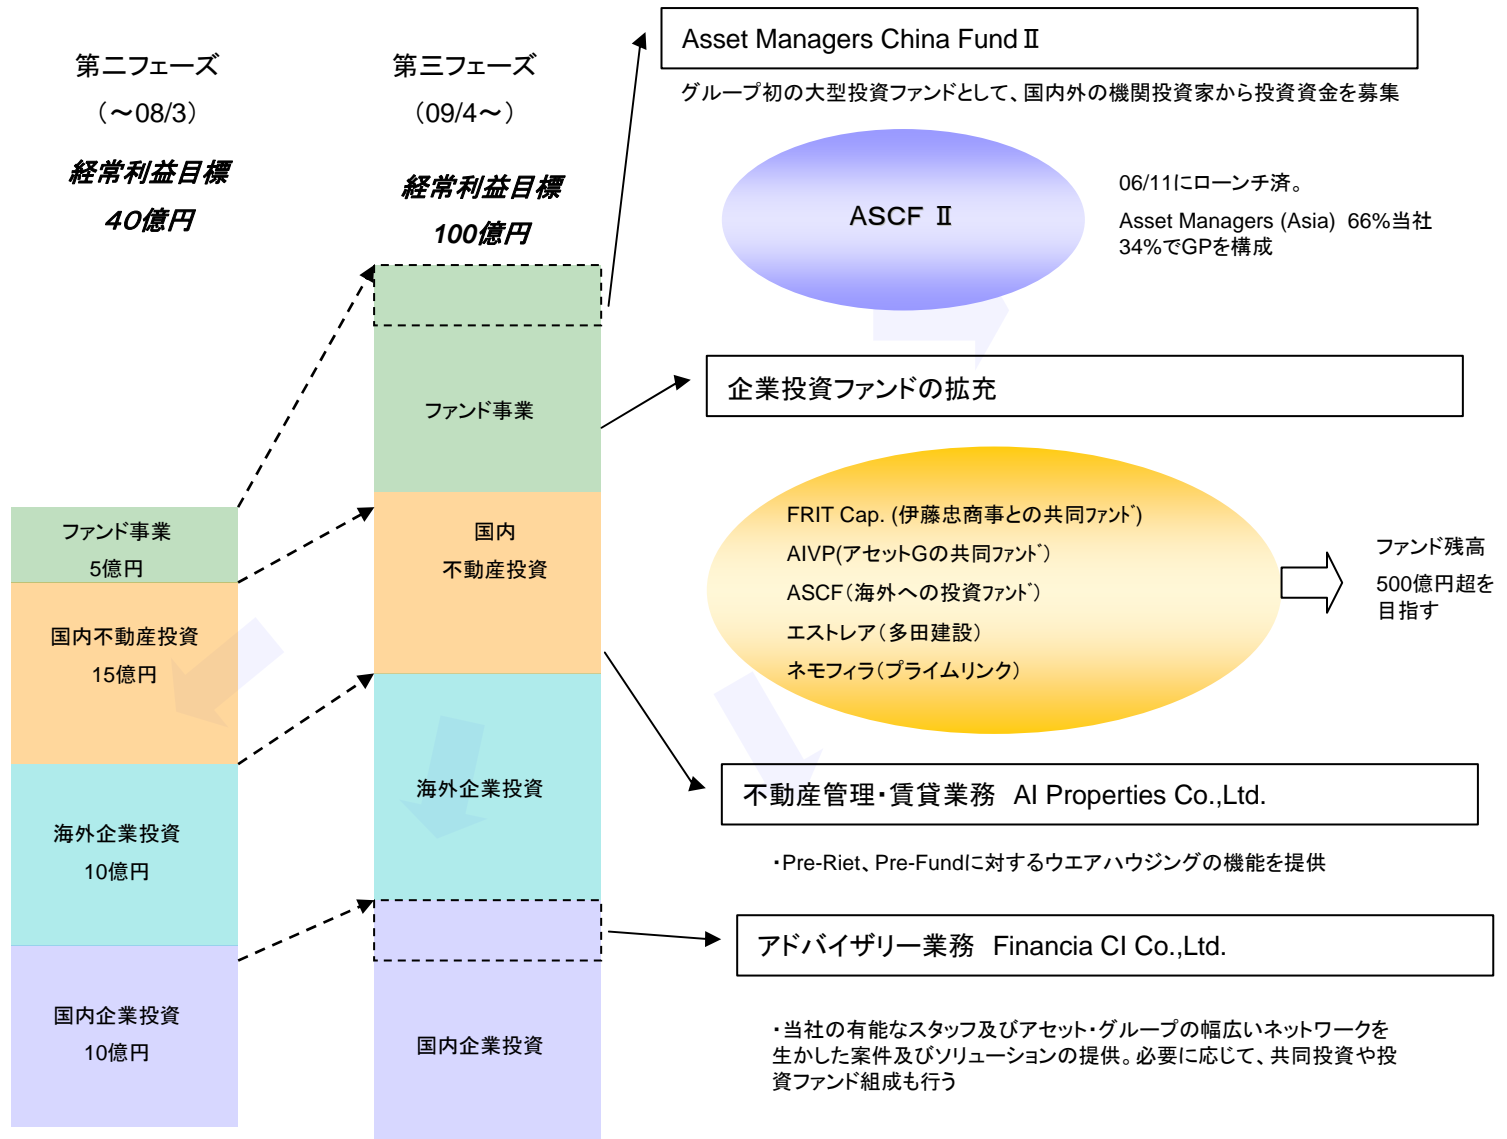 第二フェーズ
（～08/3）
経常利益目標
40億円
ファンド事業
5億円
国内不動産投資
15億円
海外企業投資
10億円
国内企業投資
10億円
第三フェーズ
（09/4～）
経常利益目標
100億円
ファンド事業
国内
不動産投資
海外企業投資
国内企業投資
Asset Managers China Fund Ⅱ
グループ初の大型投資ファンドとして、国内外の機関投資家から投資資金を募集
ASCF Ⅱ
06/11にローンチ済。
Asset Managers (Asia) 66%当社
34%でGPを構成
企業投資ファンドの拡充
FRIT Cap. (伊藤忠商事との共同ﾌｧﾝﾄﾞ)
AIVP(アセットGの共同ﾌｧﾝﾄﾞ）
ASCF（海外への投資ﾌｧﾝﾄﾞ）
エストレア（多田建設）
ネモフィラ（プライムリンク）
ファンド残高
500億円超を
目指す
不動産管理・賃貸業務 AI Properties Co.,Ltd.
・Pre-Riet、Pre-Fundに対するウエアハウジングの機能を提供
アドバイザリー業務 Financia CI Co.,Ltd.
・当社の有能なスタッフ及びアセット・グループの幅広いネットワークを
生かした案件及びソリューションの提供。必要に応じて、共同投資や投
資ファンド組成も行う